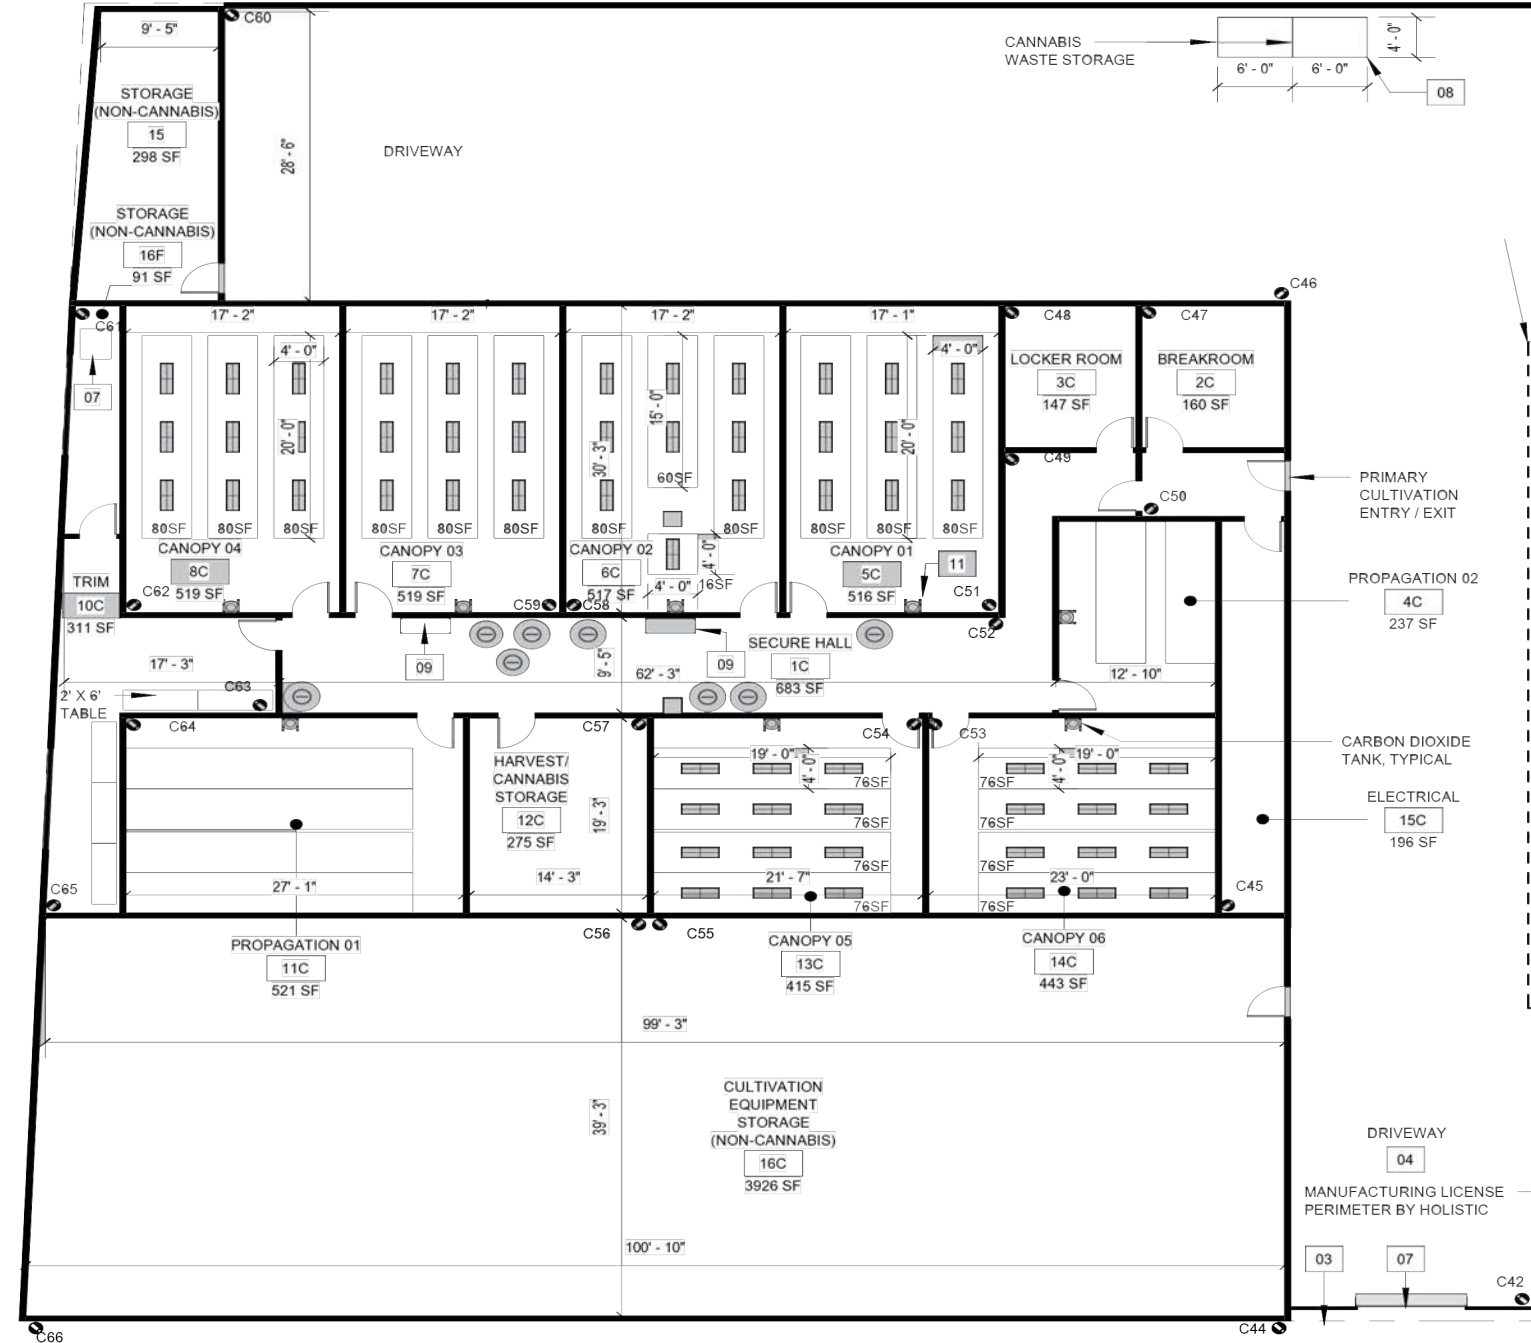 C60
9' - 5"
CANNABIS
WASTE STORAGE
4' - 0"
6' - 0"
6' - 0"
08
STORAGE
(NON-CANNABIS)
15
298 SF
28' - 6"
DRIVEWAY
STORAGE
(NON-CANNABIS)
16F
91 SF
C46
C61
17' - 2"
17' - 2"
17' - 2"
17' - 1"
C48
C47
4' - 0"
4' - 0"
LOCKER ROOM
3C
147 SF
BREAKROOM
2C
160 SF
07
20' - 0"
15' - 0"
30' - 3"
20' - 0"
60SF
C49
C50
PRIMARY
CULTIVATION
ENTRY / EXIT
80SF
80SF
80SF
80SF
80SF
80SF
80SF
80SF
80SF
80SF
80SF
CANOPY 04
8C
519 SF
CANOPY 03
7C
519 SF
CANOPY 02
6C
517 SF
4' - 0"
4' - 0"
16SF
CANOPY 01
5C
516 SF
11
TRIM
10C
311 SF
C62
C59
C58
C51
C52
PROPAGATION 02
4C
237 SF
17' - 3"
09
9' - 5"
62' - 3"
09
SECURE HALL
1C
683 SF
12' - 10"
2' X 6'
TABLE
C63
C64
C57
C54
C53
CARBON DIOXIDE
TANK, TYPICAL
HARVEST/
CANNABIS
STORAGE
12C
275 SF
19' - 3"
19' - 0"
4' - 0"
19' - 0"
4' - 0"
76SF
76SF
76SF
76SF
76SF
76SF
76SF
76SF
ELECTRICAL
15C
196 SF
27' - 1"
14' - 3"
21' - 7"
23' - 0"
C65
C45
C56
C55
PROPAGATION 01
11C
521 SF
CANOPY 05
13C
415 SF
CANOPY 06
14C
443 SF
99' - 3"
39' - 3"
CULTIVATION
EQUIPMENT
STORAGE
(NON-CANNABIS)
16C
3926 SF
DRIVEWAY
04
MANUFACTURING LICENSE
PERIMETER BY HOLISTIC
100' - 10"
03
07
C42
C66
C44